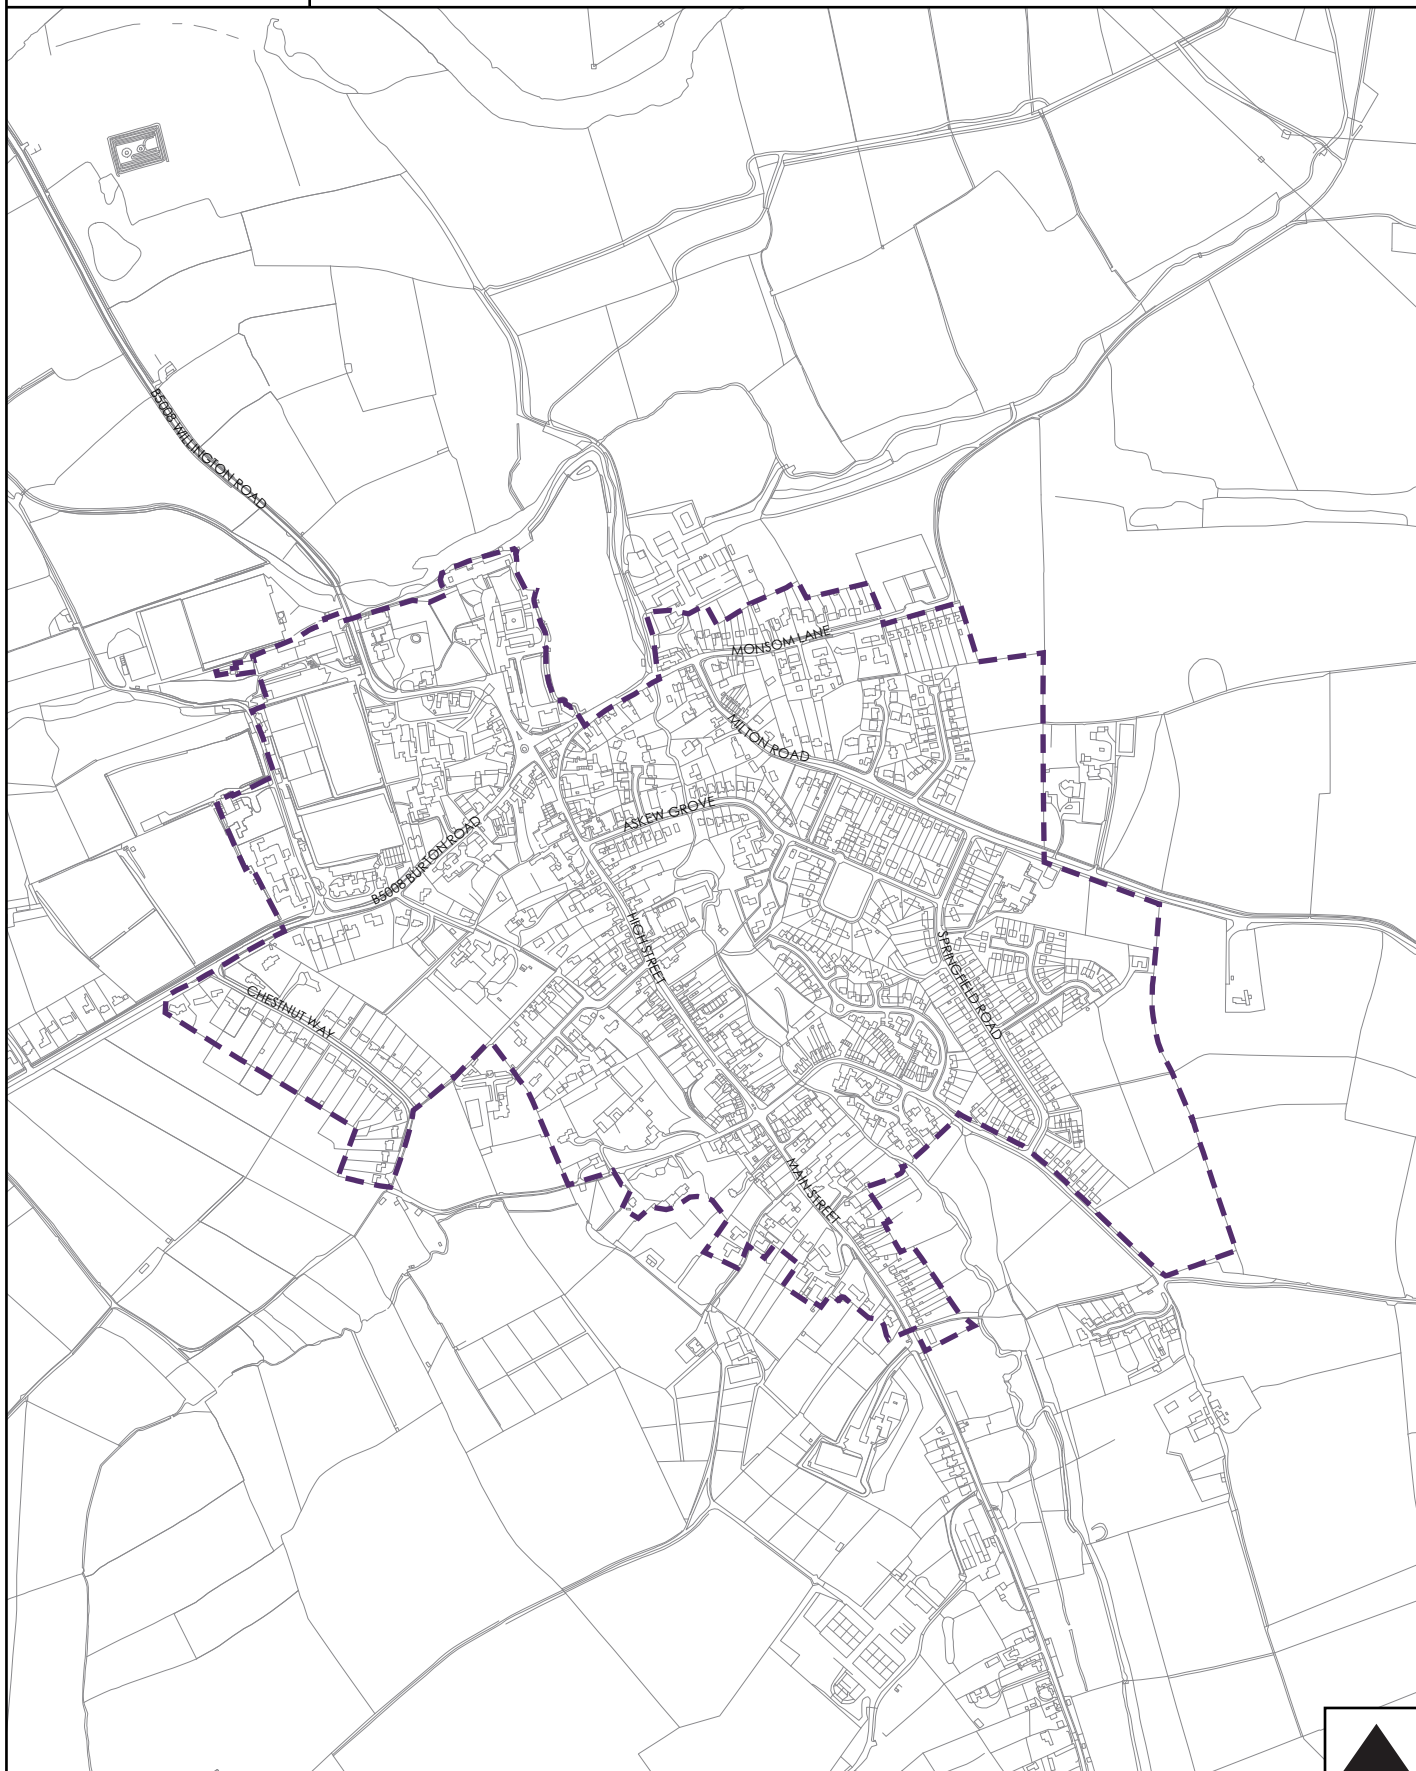 B5008 WILLINGTON ROAD
MONSOM LANE
MILTON ROAD
ASKEW GROVE
B5008 BURTON ROAD
HIGH STREET
SPRINGFIELD ROAD
CHESTNUT WAY
MAIN STREET